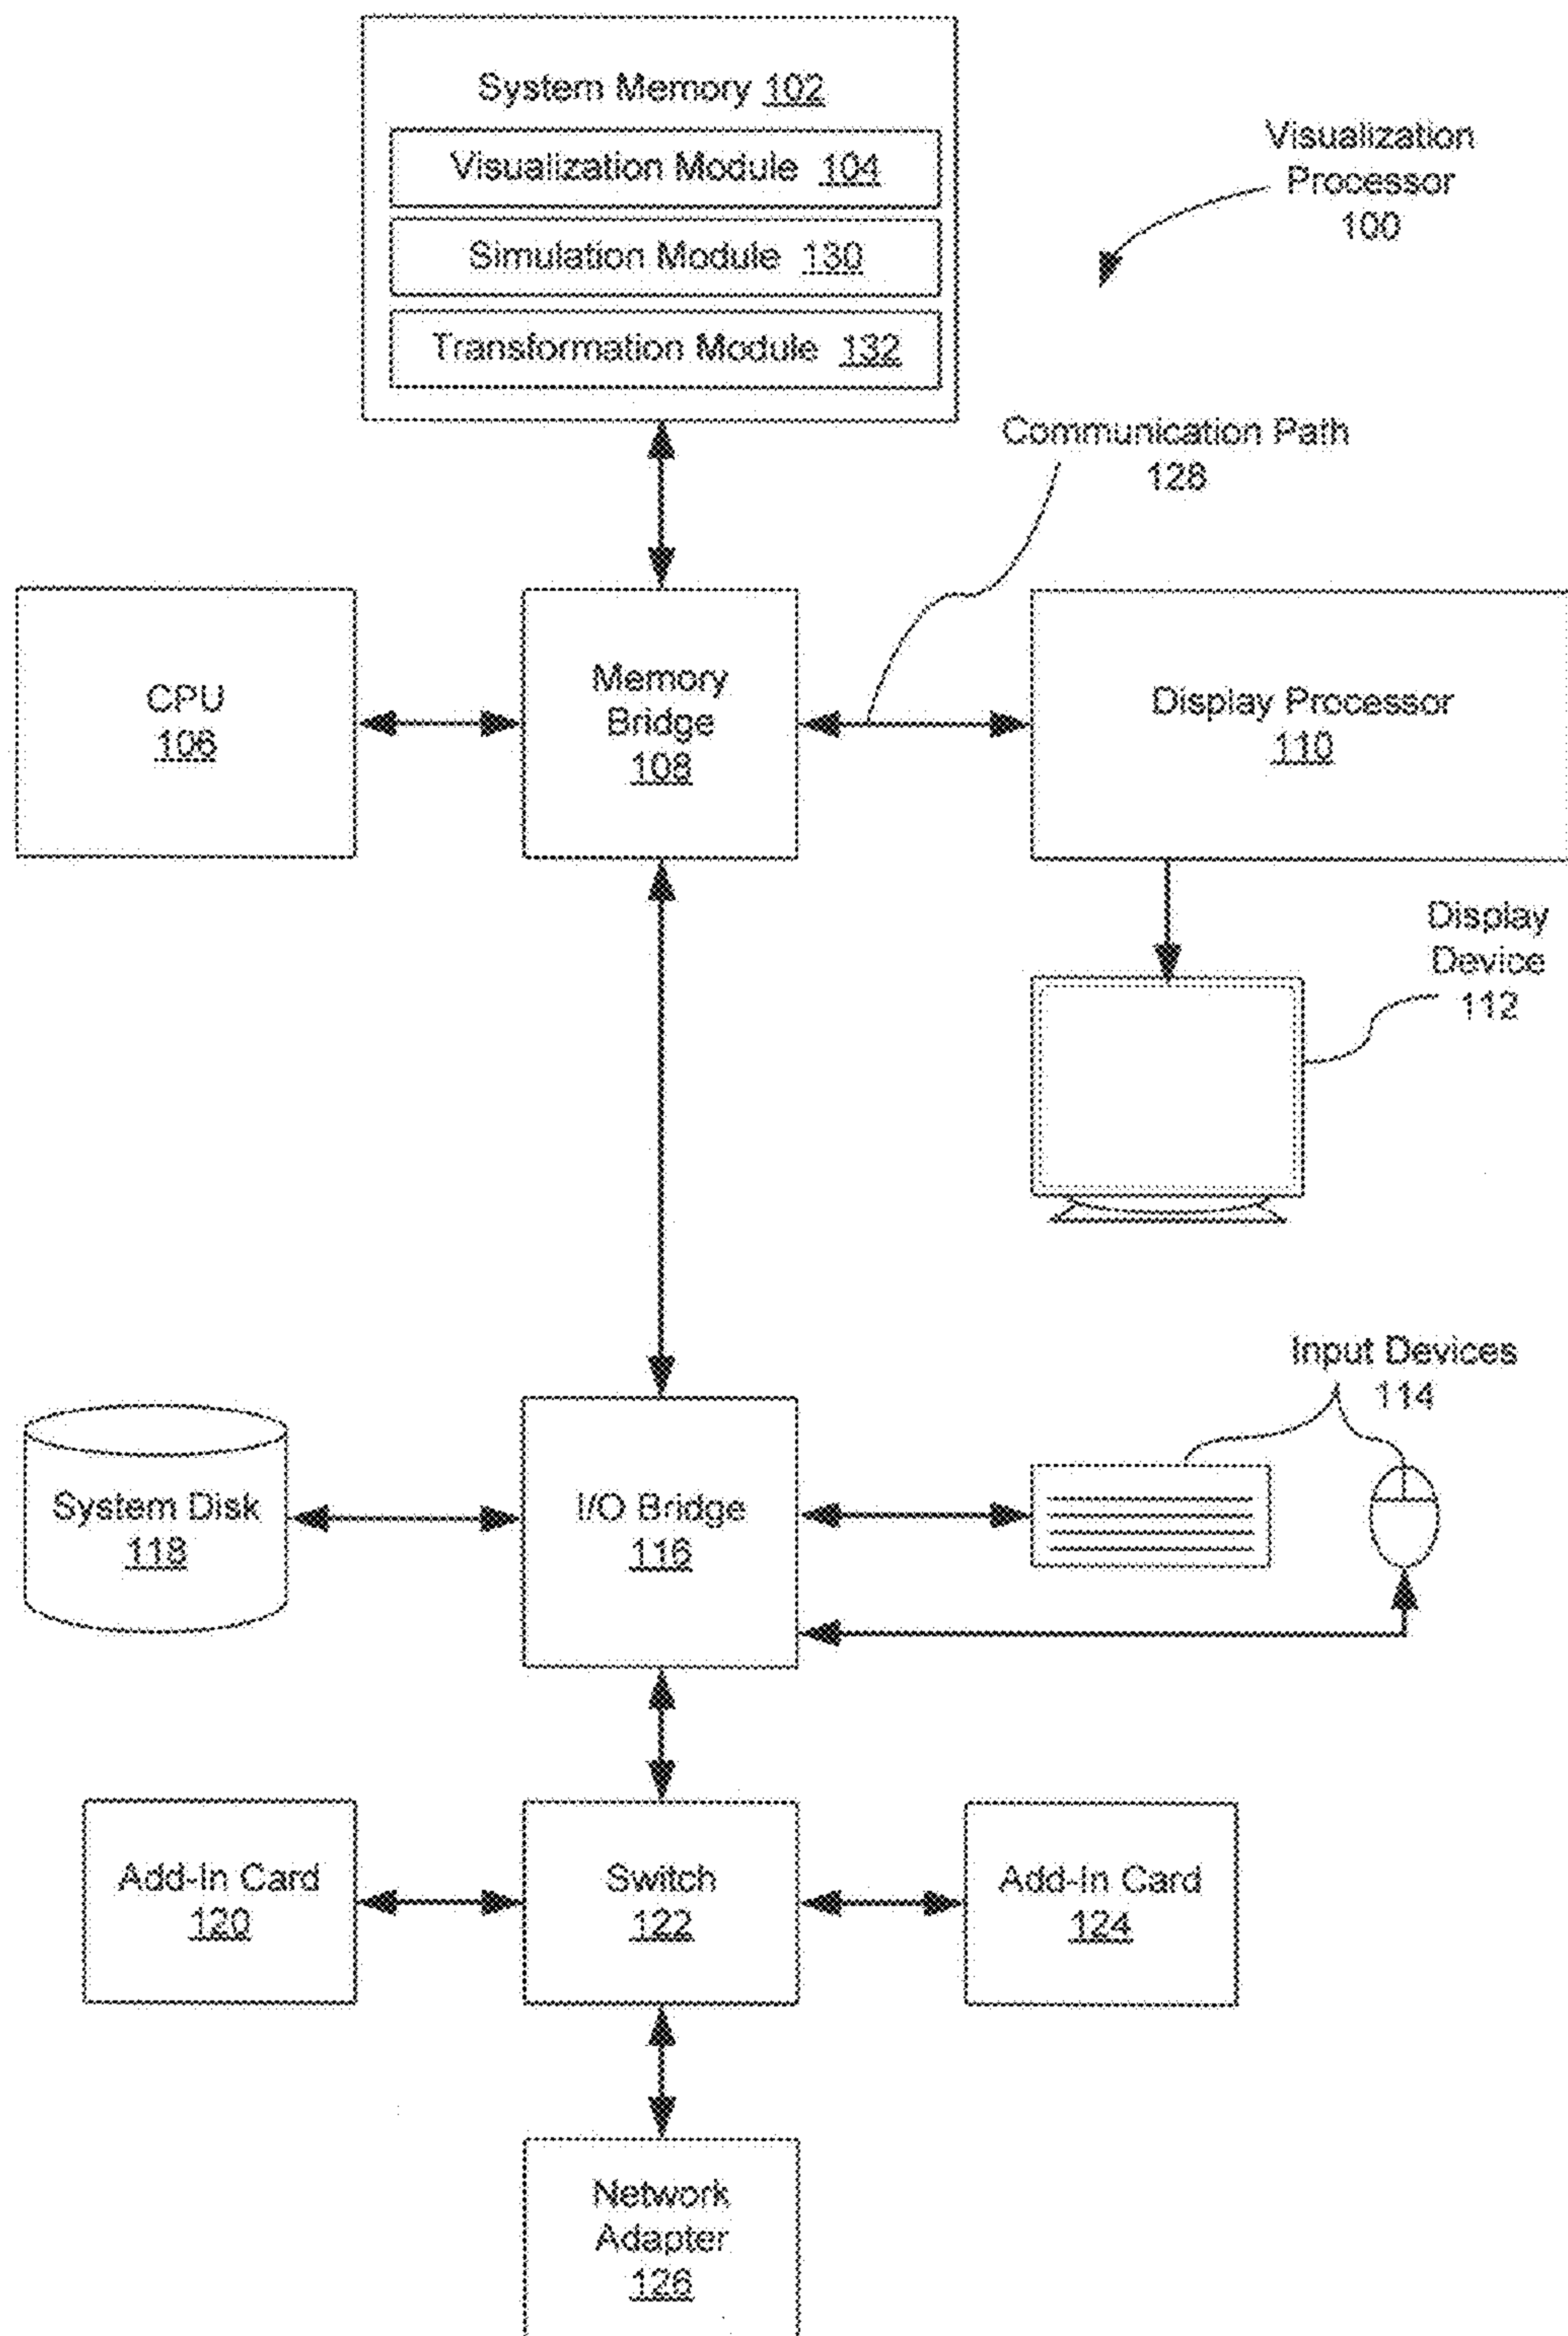 System Memory 102
Visualization Module 104
Simulation Module 130
Transformation Module 132
Visualization
Processor
100
Communication Path
128
CPU
106
Memory
Bridge
108
Display Processor
110
Display
Device
112
Input Devices
114
System Disk
118
I/O Bridge
116
Add-In Card
120
Switch
122
Add-In Card
124
Network
Adapter
126